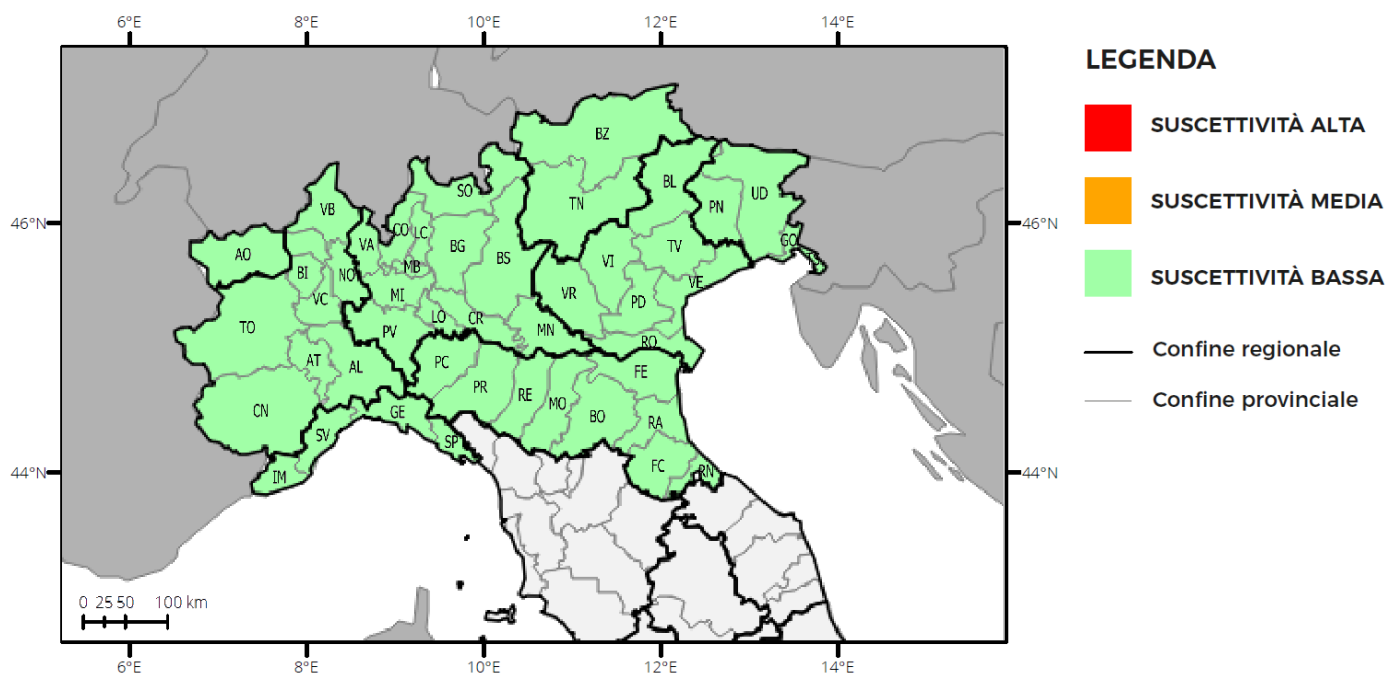 6°E 8°E 10°E 12°E 14°E
LEGENDA
SUSCETTIVITÀ ALTA
SUSCETTIVITÀ MEDIA
SUSCETTIVITÀ BASSA
Confine regionale
Confine provinciale
46°N 46°N
44°N 44°N
BZ
SO
BL
UD
VB
TN
PN
CO LC
VA
BG
TV
GO
AO
BS
VI
MB
BI
NO
VE
VC
MI
VR
PD
LO
CR
TO
PV
MN
RO
AT
AL
PC
FE
PR
RE
MO
CN
GE
BO
RA
SV
SP
FC
RN
IM
0 25 50 100 km
6°E 8°E 10°E 12°E 14°E